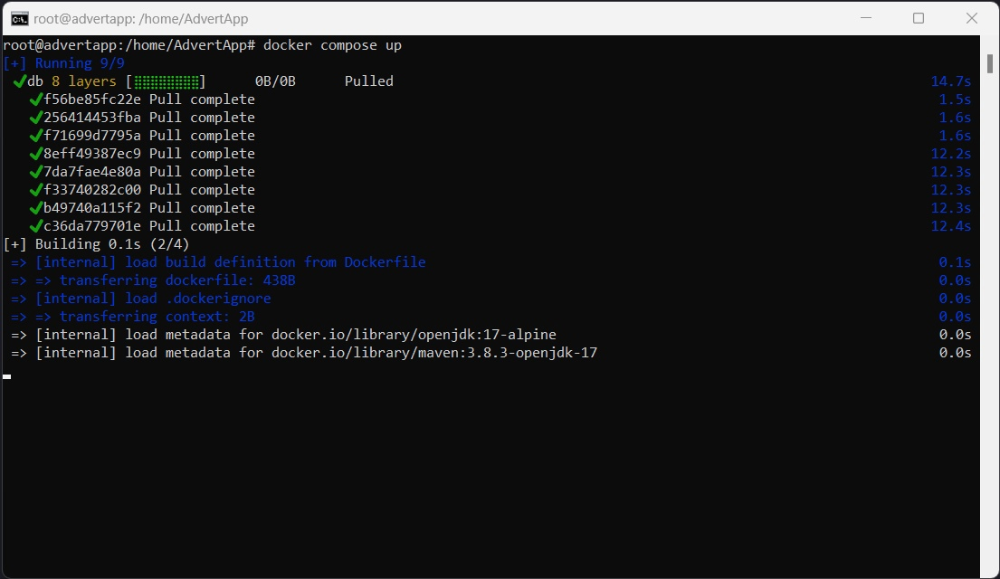 root@advertapp: /home/AdvertApp
root@advertapp:/home/AdvertApp# docker compose up
[+] Running 9/9
✔db 8 layers [⣿⣿⣿⣿⣿⣿⣿⣿] 0B/0B Pulled 14.7s
✔f56be85fc22e Pull complete 1.5s
✔256414453fba Pull complete 1.6s
✔f71699d7795a Pull complete 1.6s
✔8eff49387ec9 Pull complete 12.2s
✔7da7fae4e80a Pull complete 12.3s
✔f33740282c00 Pull complete 12.3s
✔b49740a115f2 Pull complete 12.3s
✔c36da779701e Pull complete 12.4s
[+] Building 0.1s (2/4)
=> [internal] load build definition from Dockerfile 0.1s
=> => transferring dockerfile: 438B 0.0s
=> [internal] load .dockerignore 0.0s
=> => transferring context: 2B 0.0s
=> [internal] load metadata for docker.io/library/openjdk:17-alpine 0.0s
=> [internal] load metadata for docker.io/library/maven:3.8.3-openjdk-17 0.0s